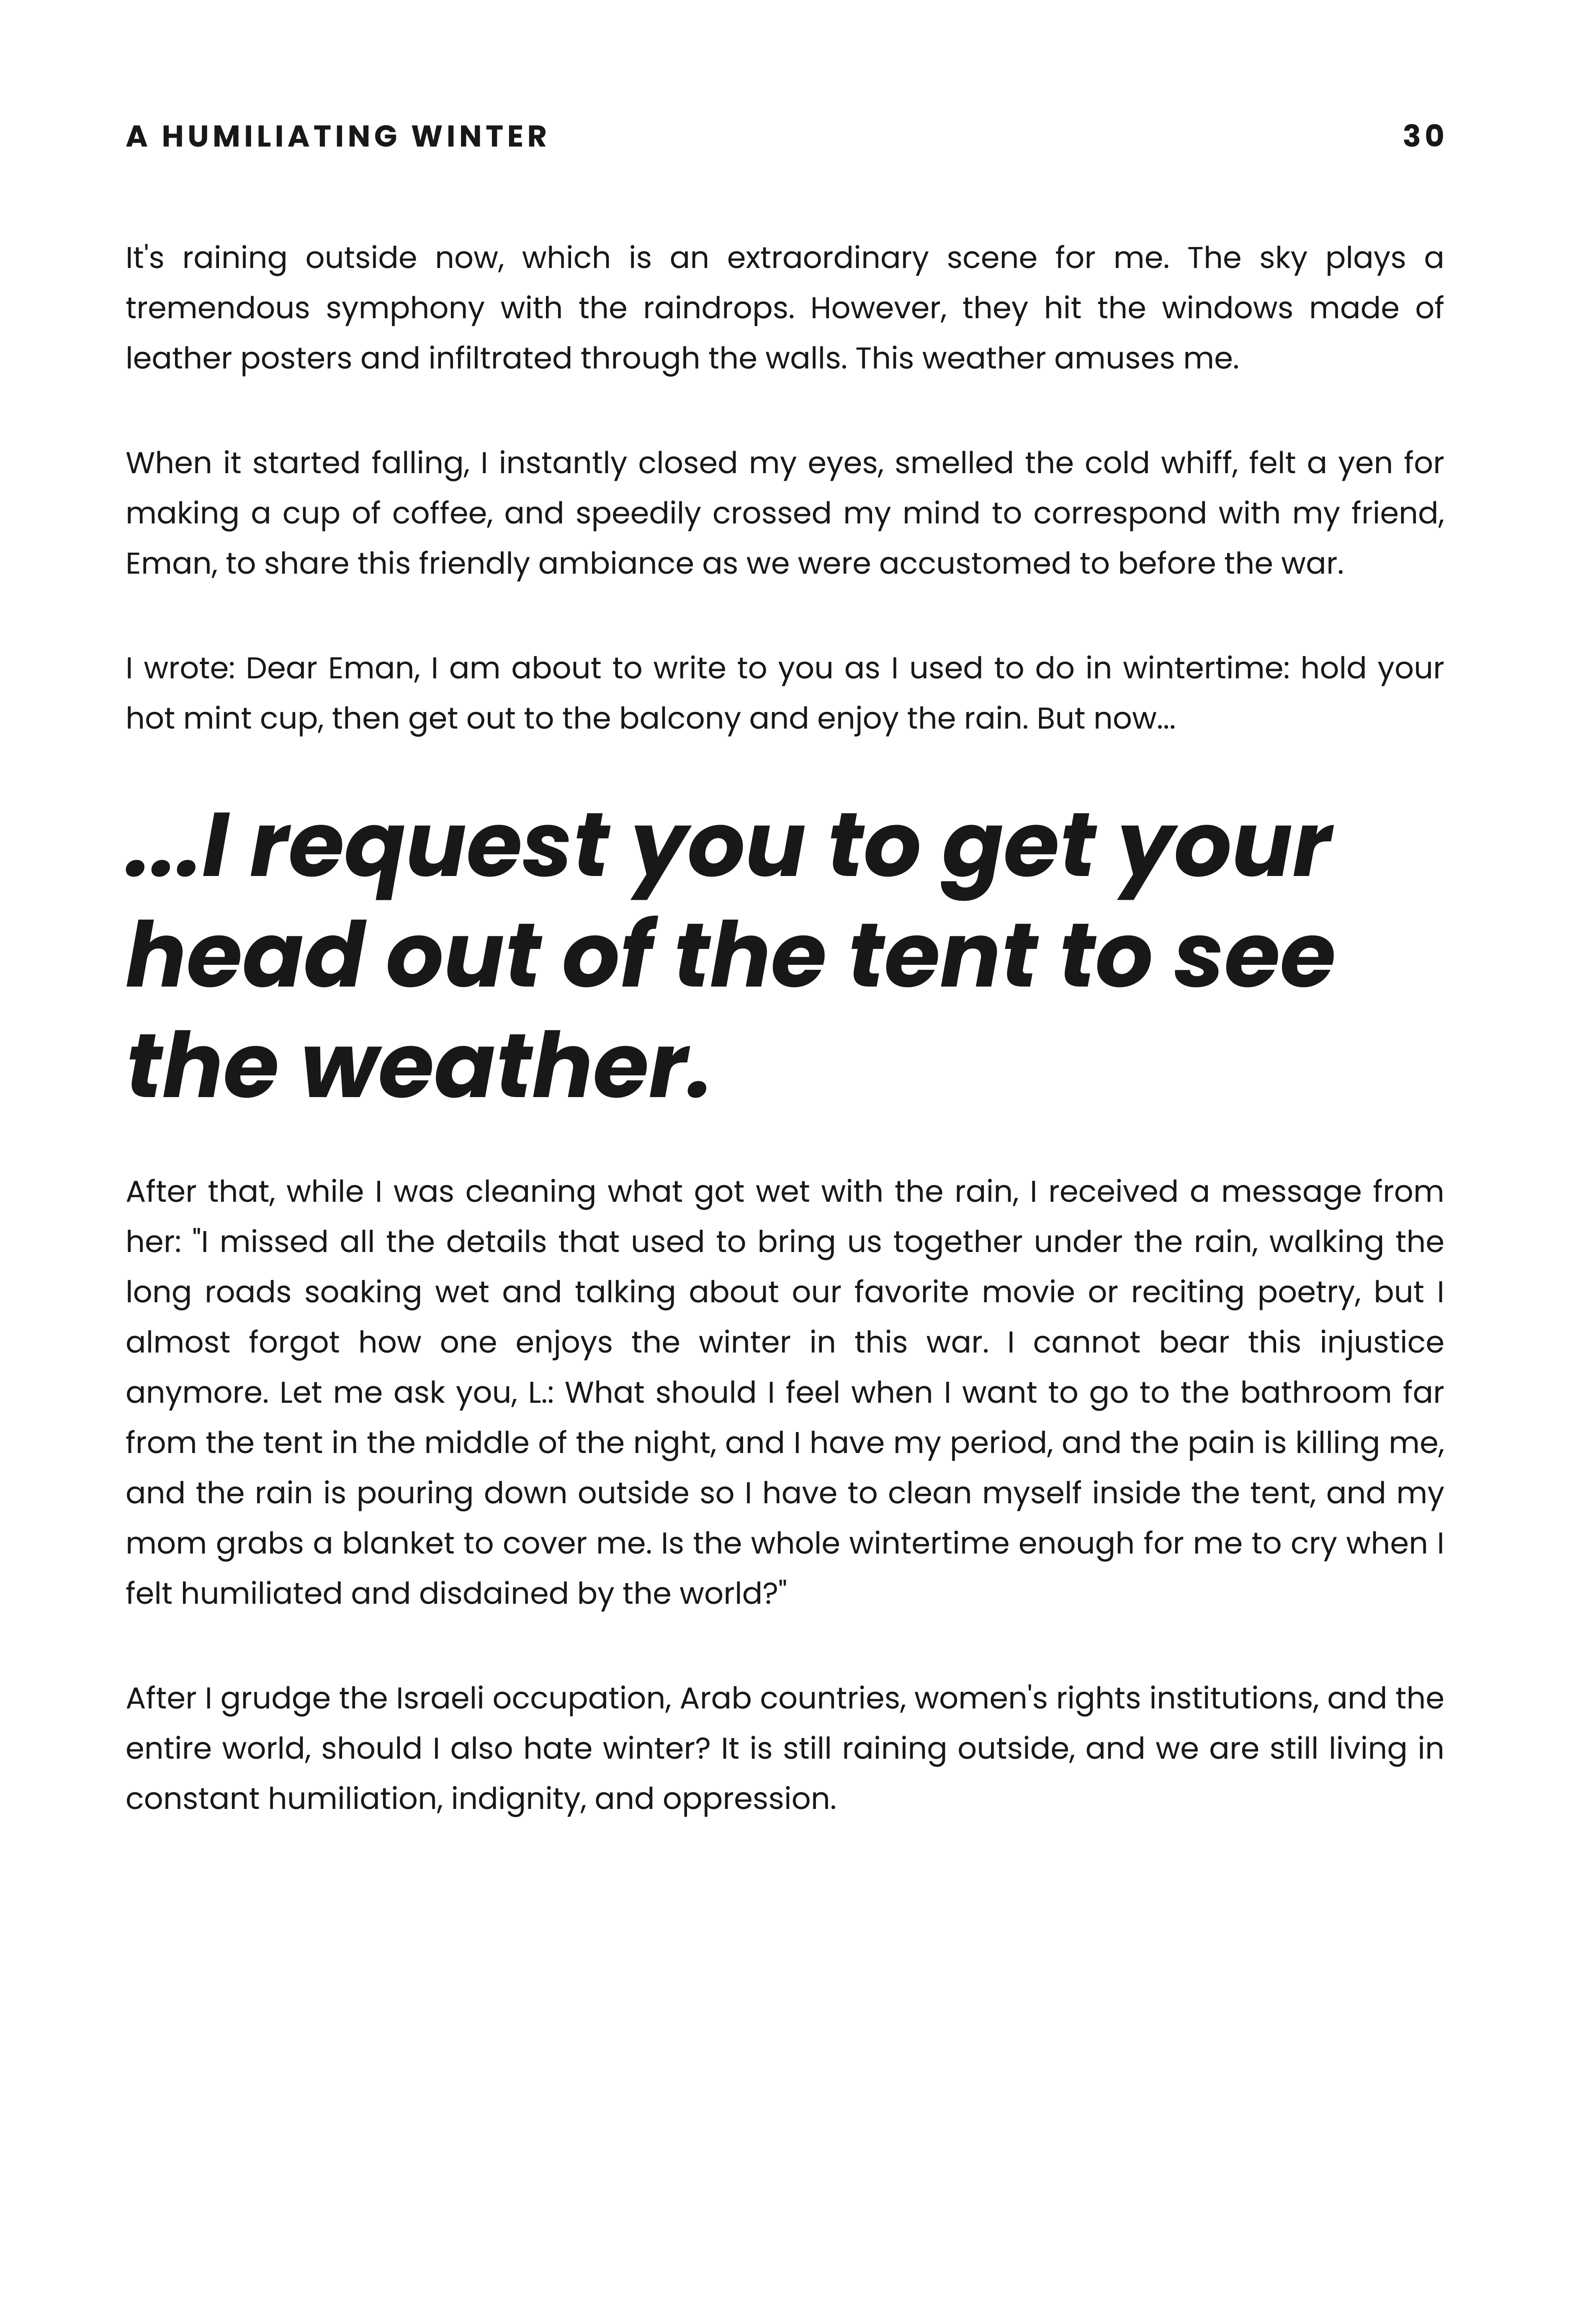 A HUMILIATING WINTER
30
It's raining outside now, which is an extraordinary scene for me. The sky plays a
tremendous symphony with the raindrops. However, they hit the windows made of
leather posters and infiltrated through the walls. This weather amuses me.
When it started falling, I instantly closed my eyes, smelled the cold whiff, felt a yen for
making a cup of coffee, and speedily crossed my mind to correspond with my friend,
Eman, to share this friendly ambiance as we were accustomed to before the war.
I wrote: Dear Eman, I am about to write to you as I used to do in wintertime: hold your
hot mint cup, then get out to the balcony and enjoy the rain. But now...
...I request you to get your
head out of the tent to see
the weather.
After that, while I was cleaning what got wet with the rain, I received a message from
her: "I missed all the details that used to bring us together under the rain, walking the
long roads soaking wet and talking about our favorite movie or reciting poetry, but I
almost forgot how one enjoys the winter in this war. I cannot bear this injustice
anymore. Let me ask you, L.: What should I feel when I want to go to the bathroom far
from the tent in the middle of the night, and I have my period, and the pain is killing me,
and the rain is pouring down outside so I have to clean myself inside the tent, and my
mom grabs a blanket to cover me. Is the whole wintertime enough for me to cry when I
felt humiliated and disdained by the world?"
After I grudge the Israeli occupation, Arab countries, women's rights institutions, and the
entire world, should I also hate winter? It is still raining outside, and we are still living in
constant humiliation, indignity, and oppression.